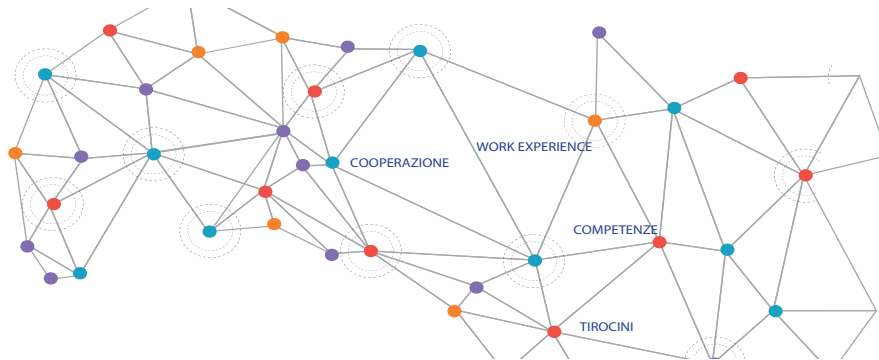 WORK EXPERIENCE
COOPERAZIONE
COMPETENZE
TIROCINI